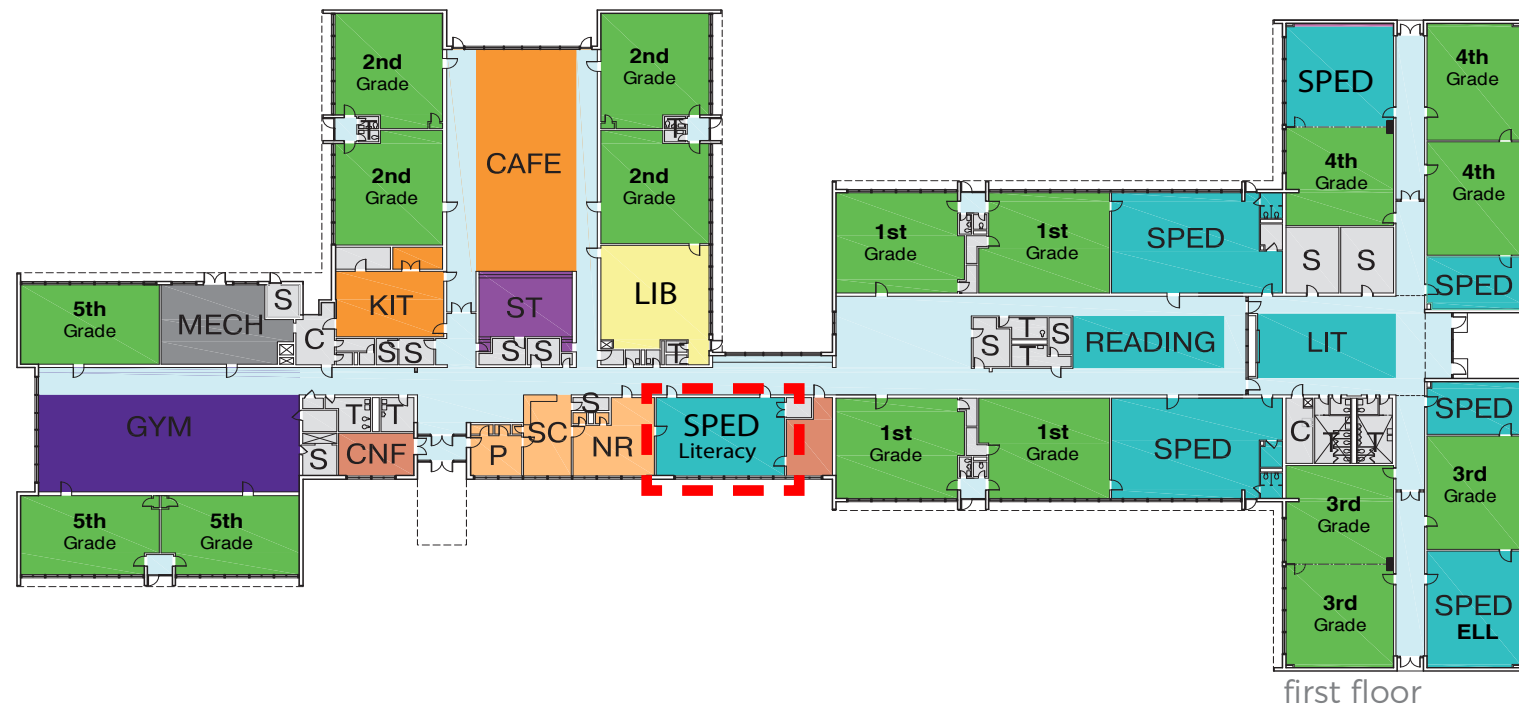 2nd
Grade
2nd
Grade
T
T
2nd
Grade
2nd
Grade
CAFE
SPED
4th
Grade
4th
Grade
4th
Grade
1st
Grade
1st
Grade
SPED
S
S
SPED
5th
Grade
MECH
S
C
KIT
S
S
ST
S
S
LIB
T
S
T
T
S
READING
LIT
GYM
T
T
S
CNF
P
SC
S
NR
SPED
Literacy
1st
Grade
1st
Grade
SPED
C
T
T
SPED
3rd
Grade
3rd
Grade
5th
Grade
5th
Grade
3rd
Grade
SPED
ELL
first floor